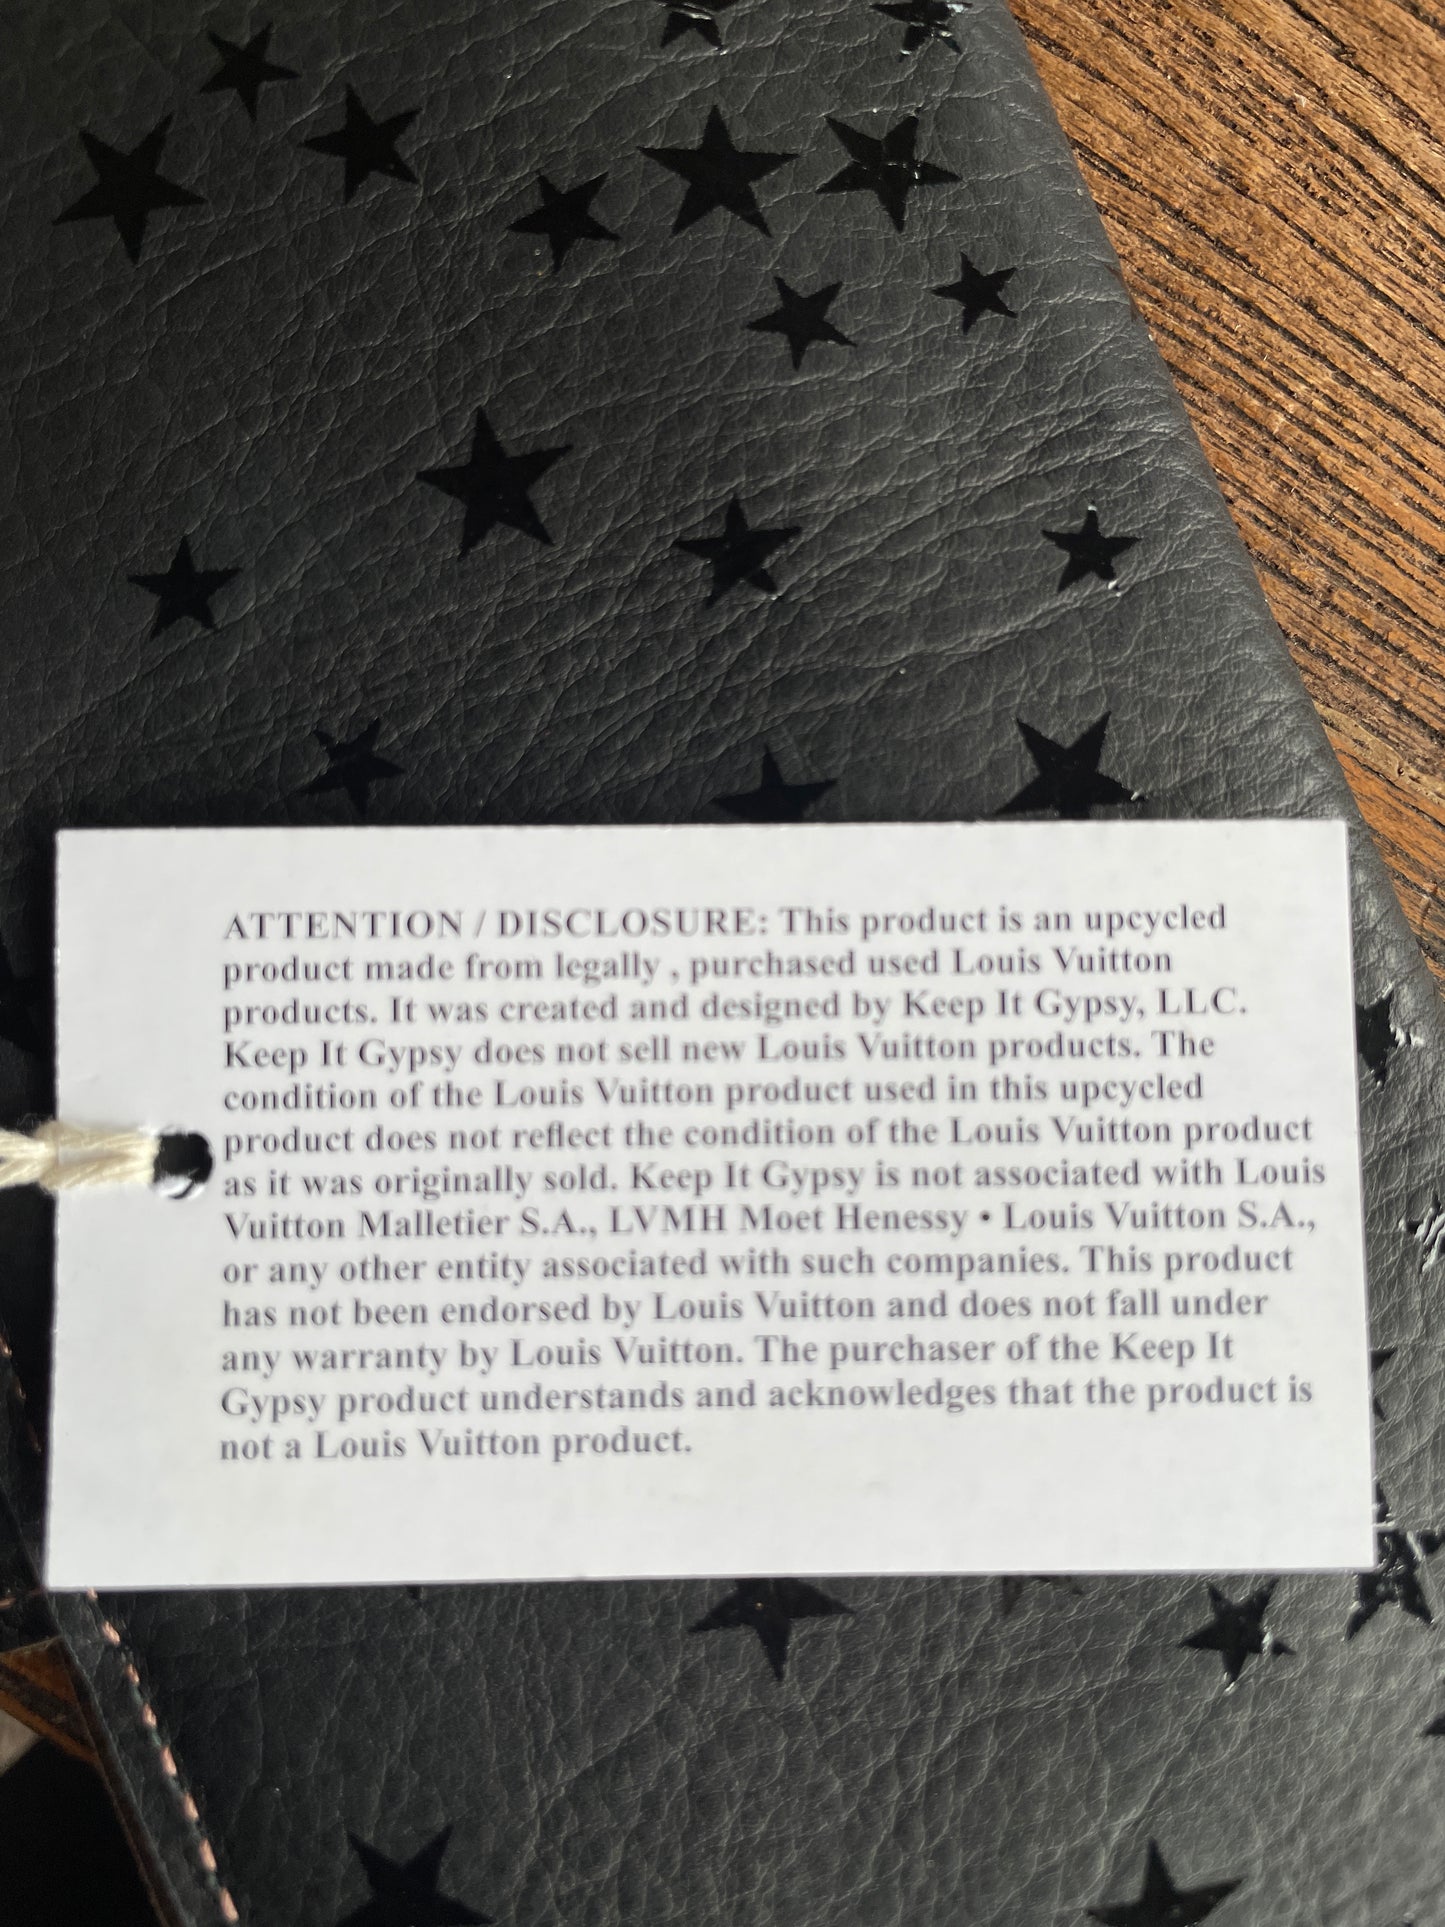 ATTENTION / DISCLOSURE: This product is an upcycled
product made from legally , purchased used Louis Vuitton
products. It was created and designed by Keep It Gypsy, LLC.
Keep It Gypsy does not sell new Louis Vuitton products. The
condition of the Louis Vuitton product used in this upcycled
product does not reflect the condition of the Louis Vuitton product
as it was originally sold. Keep It Gypsy is not associated with Louis
Vuitton Malletier S.A., LVMH Moet Henessy • Louis Vuitton S.A.,
or any other entity associated with such companies. This product
has not been endorsed by Louis Vuitton and does not fall under
any warranty by Louis Vuitton. The purchaser of the Keep It
Gypsy product understands and acknowledges that the product is
not a Louis Vuitton product.